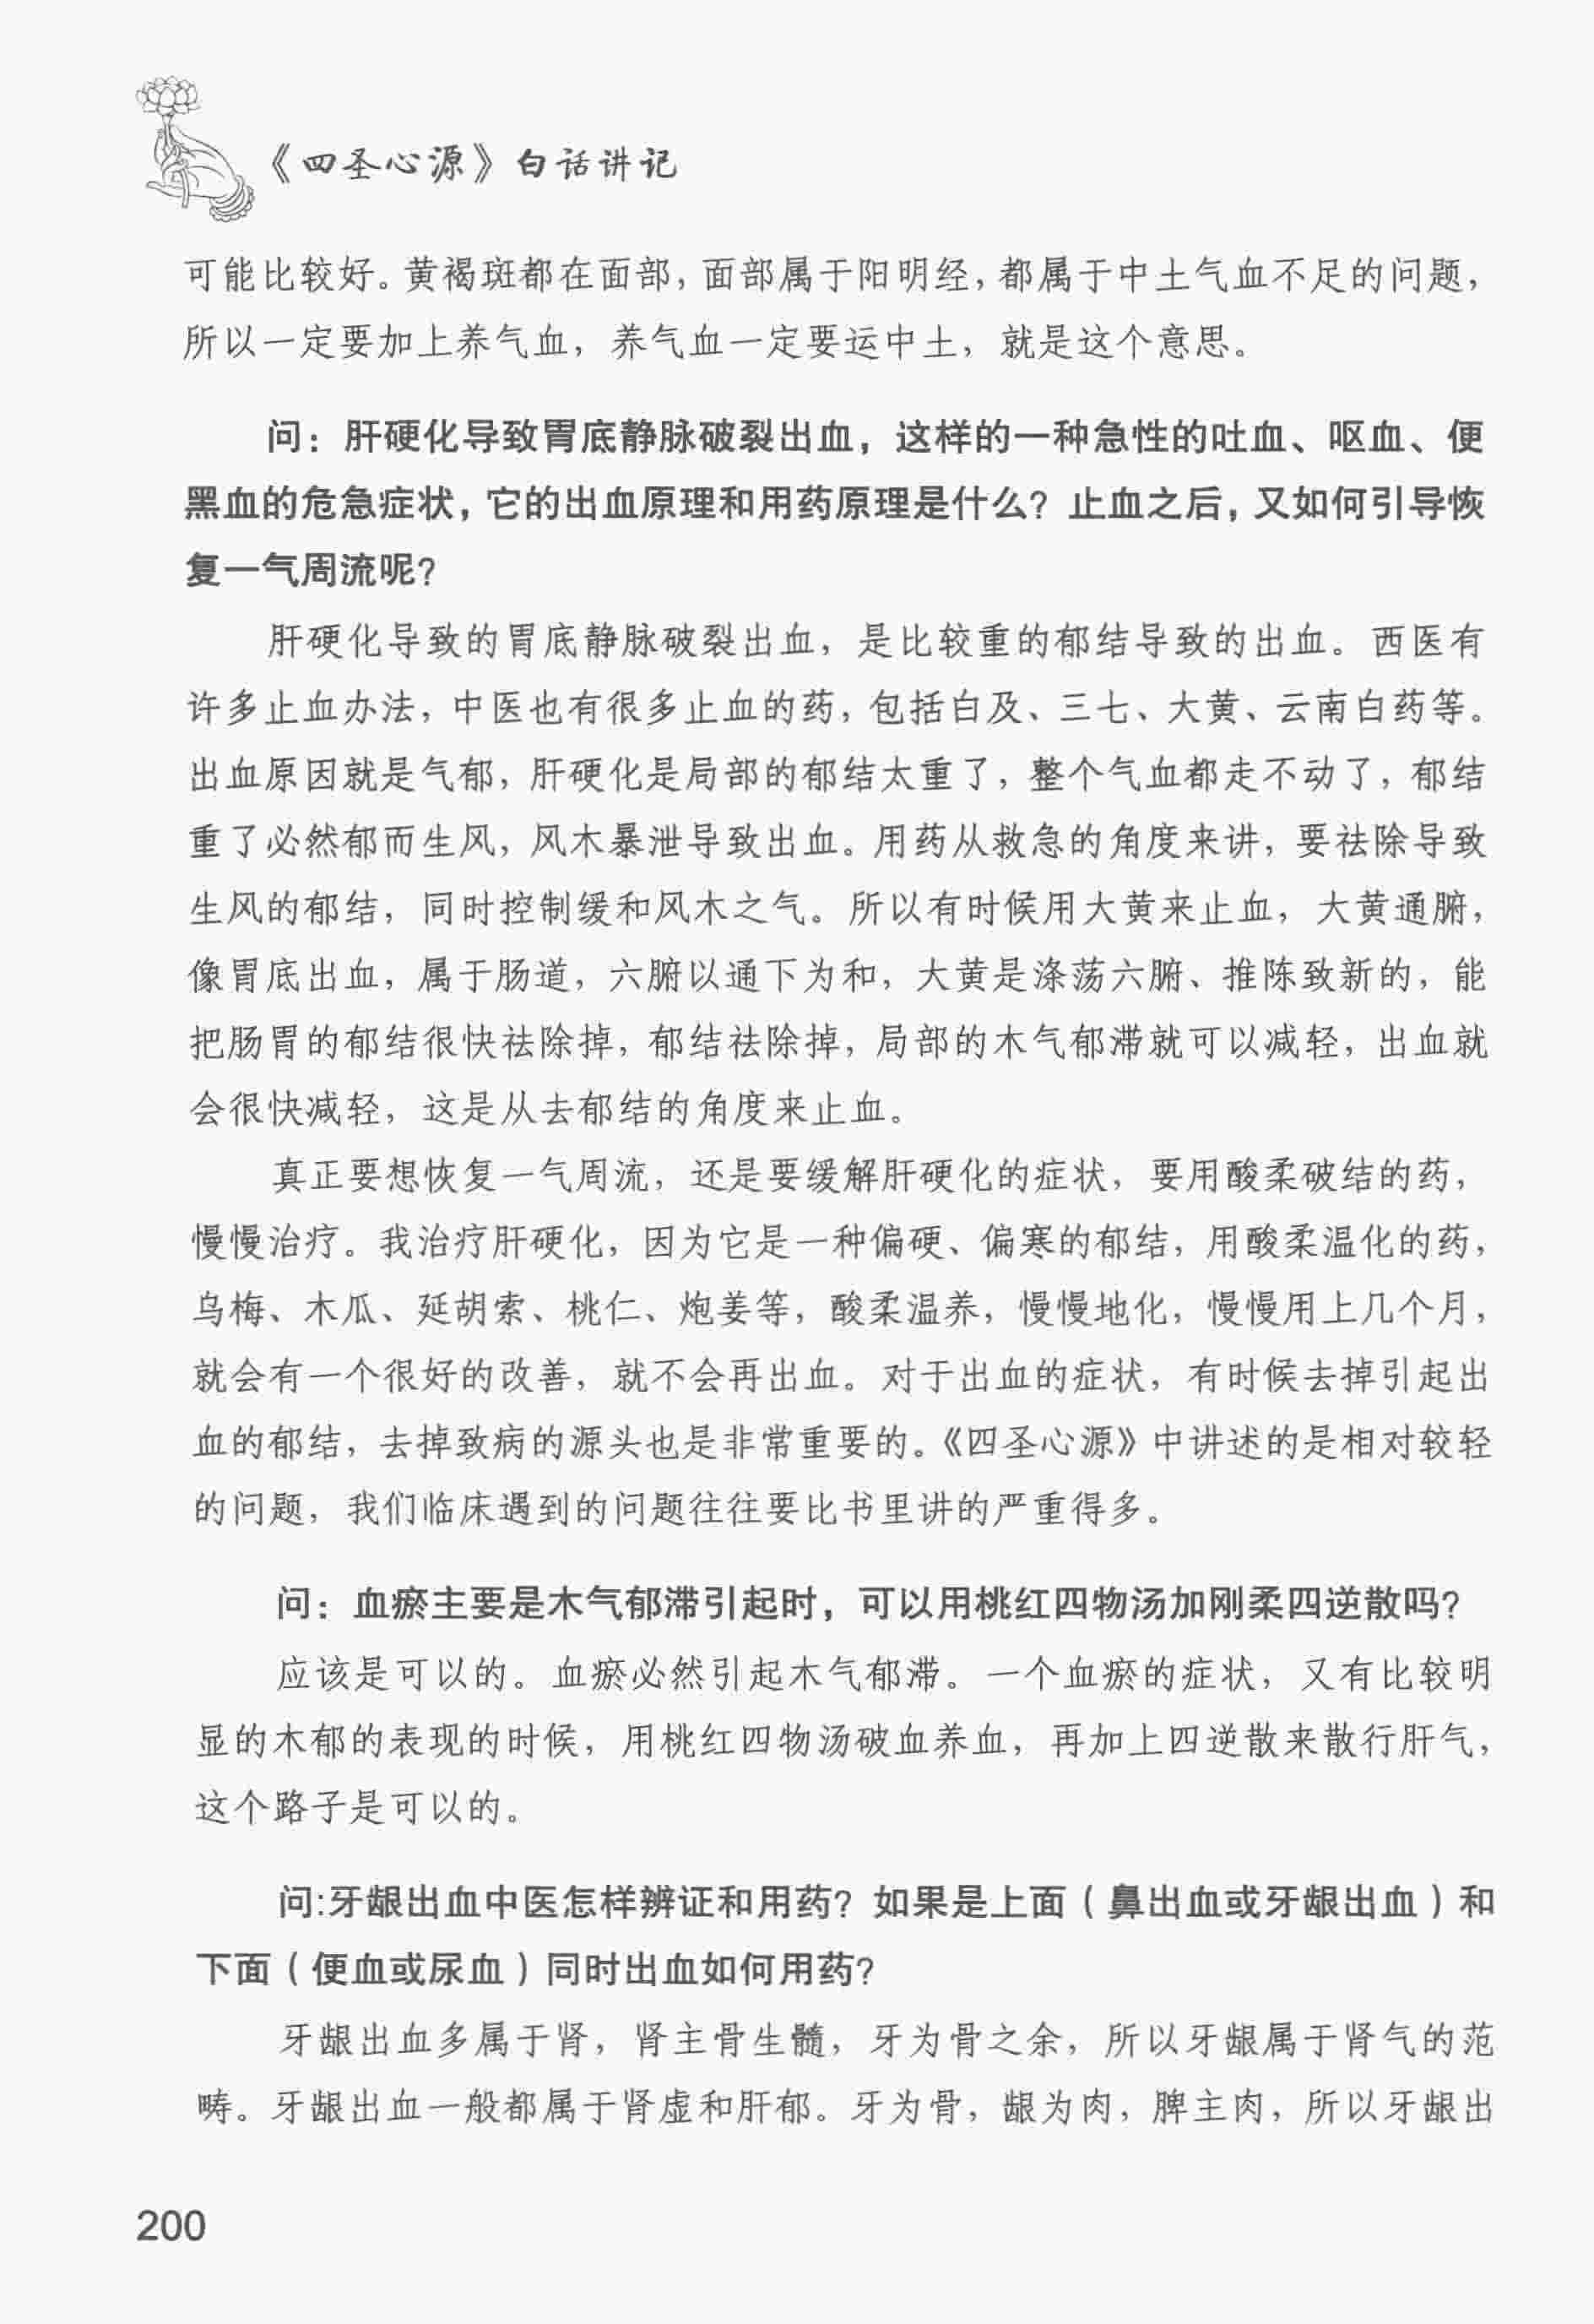 《四圣心源》白话讲记
可能比较好。黄褐斑都在面部，面部属于阳明经，都属于中土气血不足的问题，
所以一定要加上养气血，养气血一定要运中土，就是这个意思。
问：肝硬化导致胃底静脉破裂出血，这样的一种急性的吐血、呕血、便
黑血的危急症状，它的出血原理和用药原理是什么？止血之后，又如何引导恢
复一气周流呢？
肝硬化导致的胃底静脉破裂出血，是比较重的郁结导致的出血。西医有
许多止血办法，中医也有很多止血的药，包括白及、三七、大黄、云南白药等。
出血原因就是气郁，肝硬化是局部的郁结太重了，整个气血都走不动了，郁结
重了必然郁而生风，风木暴泄导致出血。用药从救急的角度来讲，要祛除导致
生风的郁结，同时控制缓和风木之气。所以有时候用大黄来止血，大黄通腑，
像胃底出血，属于肠道，六腑以通下为和，大黄是涤荡六腑、推陈致新的，能
把肠胃的郁结很快祛除掉，郁结祛除掉，局部的木气郁滞就可以减轻，出血就
会很快减轻，这是从去郁结的角度来止血。
真正要想恢复一气周流，还是要缓解肝硬化的症状，要用酸柔破结的药，
慢慢治疗。我治疗肝硬化，因为它是一种偏硬、偏寒的郁结，用酸柔温化的药，
乌梅、木瓜、延胡索、桃仁、炮姜等，酸柔温养，慢慢地化，慢慢用上几个月，
就会有一个很好的改善，就不会再出血。对于出血的症状，有时候去掉引起出
血的郁结，去掉致病的源头也是非常重要的。《四圣心源》中讲述的是相对较轻
的问题，我们临床遇到的问题往往要比书里讲的严重得多。
问：血瘀主要是木气郁滞引起时，可以用桃红四物汤加刚柔四逆散吗？
应该是可以的。血瘀必然引起木气郁滞。一个血瘀的症状，又有比较明
显的木郁的表现的时候，用桃红四物汤破血养血，再加上四逆散来散行肝气，
这个路子是可以的。
问:牙龈出血中医怎样辨证和用药？如果是上面（鼻出血或牙龈出血）和
下面（便血或尿血）同时出血如何用药？
牙龈出血多属于肾，肾主骨生髓，牙为骨之余，所以牙龈属于肾气的范
畴。牙龈出血一般都属于肾虚和肝郁。牙为骨，龈为肉，脾主肉，所以牙龈出
200